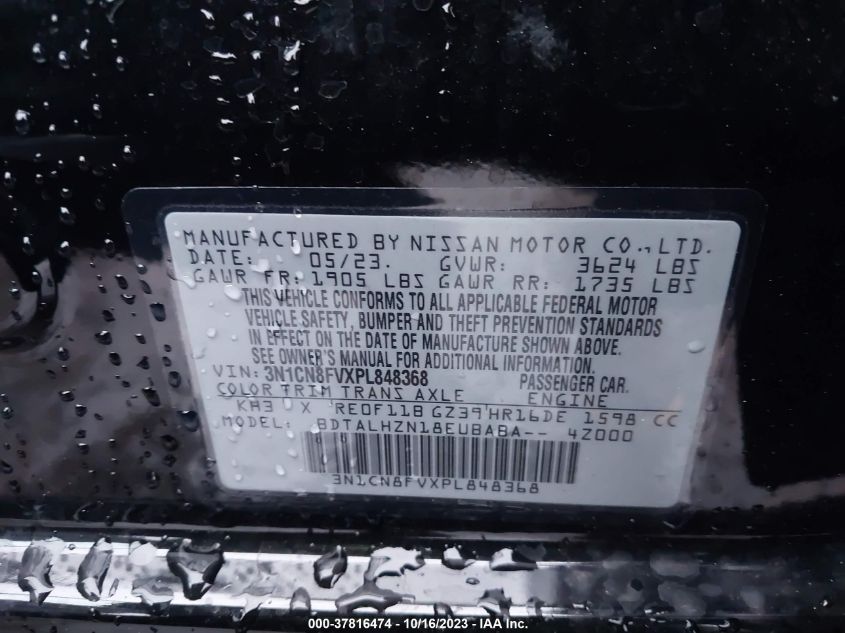 MANUFACTURED BY NISSAN MOTOR CO., LTD.
DATE: 05/23. GVWR: 3624 LBS
GAWR FR: 1905 LBS GAWR RR: 1735 LBS
THIS VEHICLE CONFORMS TO ALL APPLICABLE FEDERAL MOTOR
VEHICLE SAFETY, BUMPER AND THEFT PREVENTION STANDARDS
IN EFFECT ON THE DATE OF MANUFACTURE SHOWN ABOVE.
SEE OWNER'S MANUAL FOR ADDITIONAL INFORMATION.
VIN: 3N1CN8FVXPL848368 PASSENGER CAR.
COLOR TRIM TRANS AXLE ENGINE
KH3 X RE0F11B GZ39 HR16DE 1598 CC
MODEL: BDTALHZN18EUBABA-- 4Z000
3N1CN8FVXPL848368
000-37816474 - 10/16/2023 - IAA Inc.